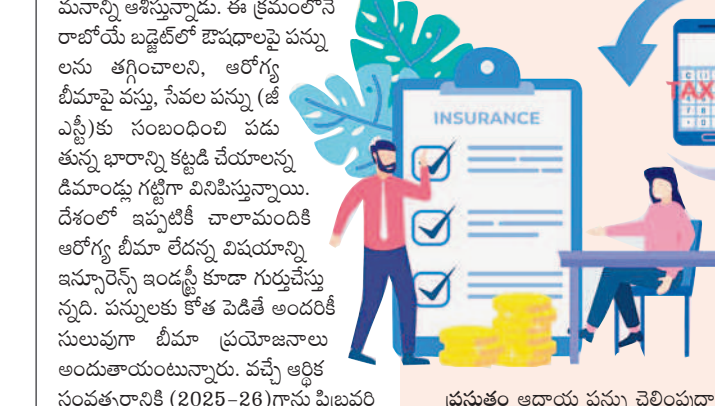 మనాన్ని ఆశిస్తున్నాడు. ఈ క్రమంలోనే
రాబోయే బడ్జెట్‌లో ఔషధాలపై పన్ను
లను తగ్గించాలని, ఆరోగ్య
బీమాపై వస్తు, సేవల పన్ను (జీ
ఎస్టీ)కు సంబంధించి పడు
తున్న భారాన్ని కట్టడి చేయాలన్న
డిమాండ్లు గట్టిగా వినిపిస్తున్నాయి.
దేశంలో ఇప్పటికీ చాలామందికి
ఆరోగ్య బీమా లేదన్న విషయాన్ని
ఇన్సూరెన్స్ ఇండస్ట్రీ కూడా గుర్తుచేస్తు
న్నది. పన్నులకు కోత పెడితే అందరికీ
సులువుగా బీమా ప్రయోజనాలు
అందుతాయంటున్నారు. వచ్చే ఆర్థిక
సంవత్సరానికి (2025-26)గాను ఫిబ్రవరి
INSURANCE
TAX
ప్రస్తుతం ఆదాయ పన్ను చెల్లింపుదా